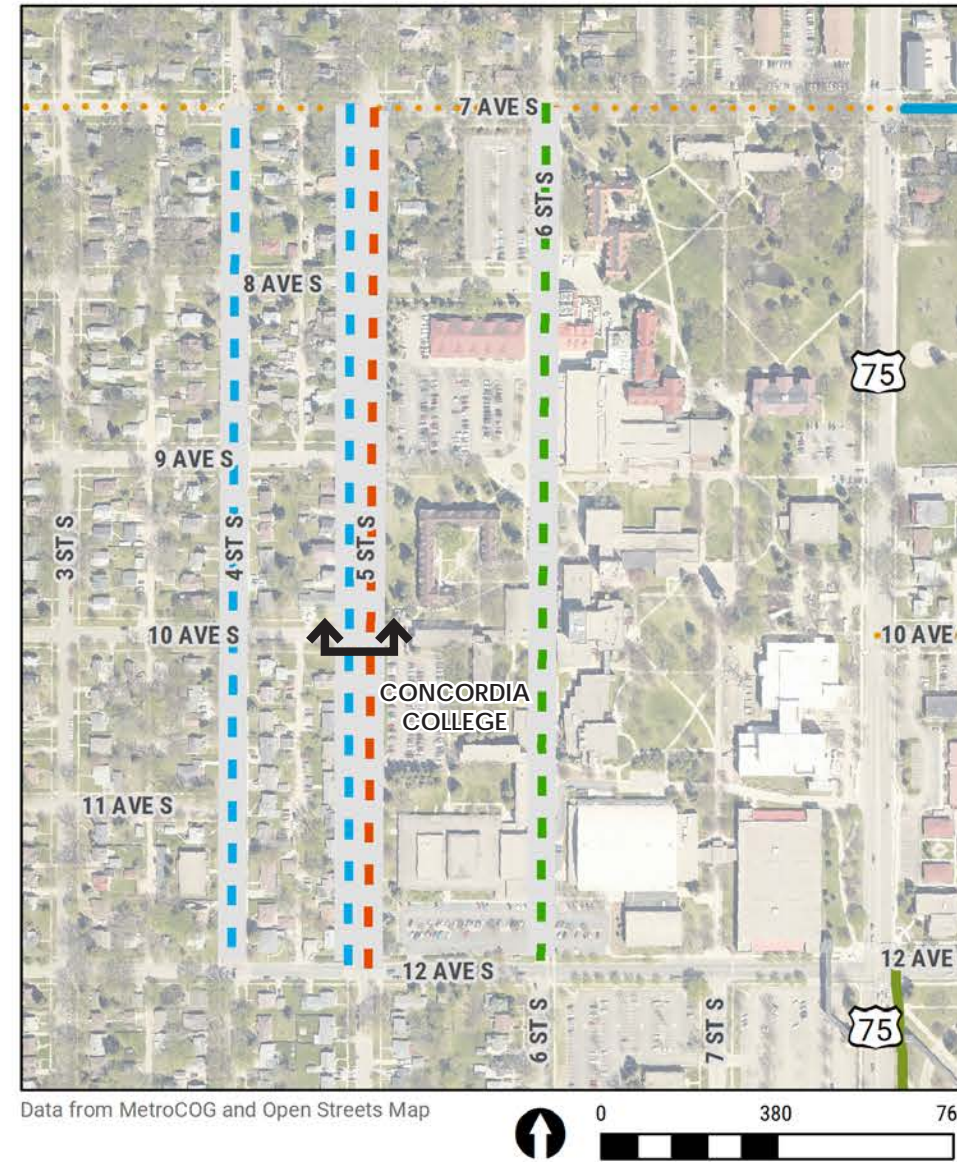 7 AVE S
6 ST S
8 AVE S
75
9 AVE S
3 ST S
4 ST S
5 ST S
10 AVE S
10 AVE
CONCORDIA
COLLEGE
11 AVE S
12 AVE S
12 AVE
6 ST S
7 ST S
75
Data from MetroCOG and Open Streets Map
0 380 76